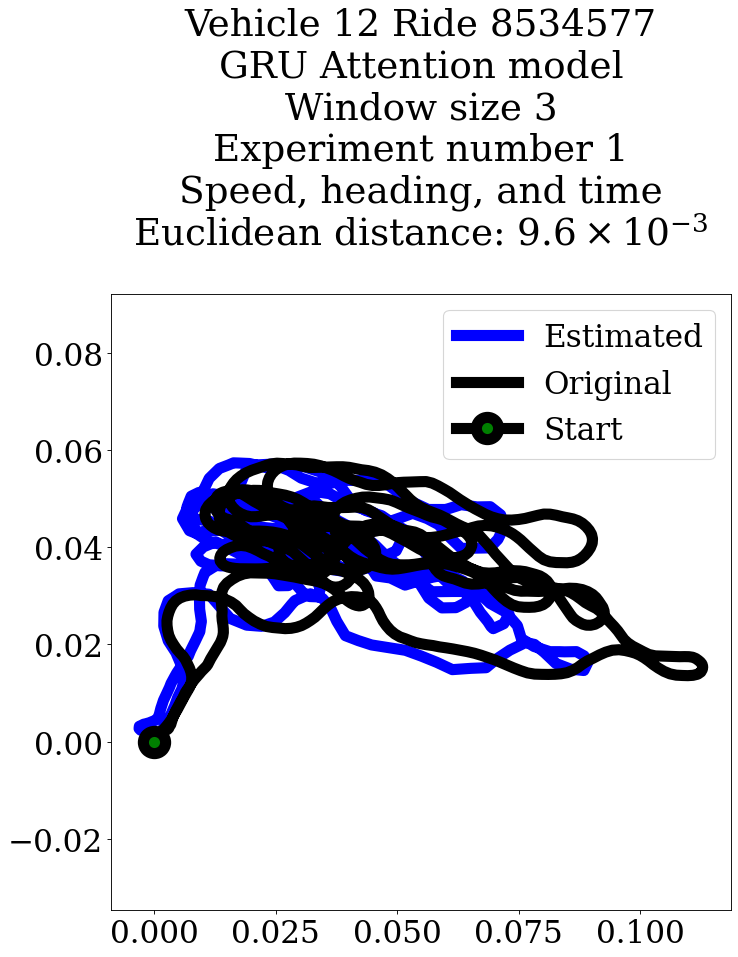 Vehicle 12 Ride 8534577
GRU Attention model
Window size 3
Experiment number 1
Speed, heading, and time
Euclidean distance: 9.6 × 10⁻³
Estimated
Original
Start
0.08
0.06
0.04
0.02
0.00
−0.02
0.000 0.025 0.050 0.075 0.100